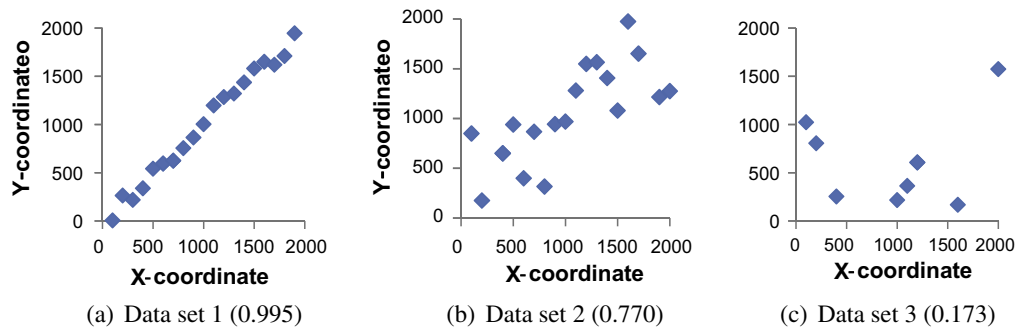 2000
1500
1000
500
0
Y-coordinateo
0 500 1000 1500 2000
X-coordinate
(a) Data set 1 (0.995)
2000
1500
1000
500
0
Y-coordinateo
0 500 1000 1500 2000
X-coordinate
(b) Data set 2 (0.770)
2000
1500
1000
500
0
0 500 1000 1500 2000
X-coordinate
(c) Data set 3 (0.173)